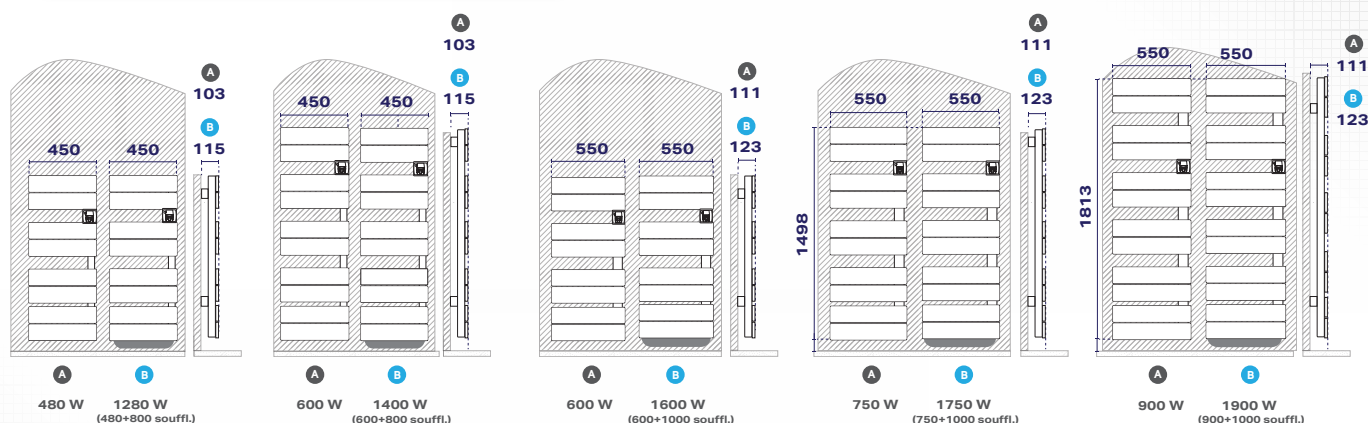 A
103
B
115
450
450
A
B
480 W
1280 W
(480+800 souffl.)
A
103
B
115
450
450
A
B
600 W
1400 W
(600+800 souffl.)
A
111
B
123
550
550
A
B
600 W
1600 W
(600+1000 souffl.)
A
111
B
123
550
550
1498
A
B
750 W
1750 W
(750+1000 souffl.)
A
111
B
123
550
550
1813
A
B
900 W
1900 W
(900+1000 souffl.)